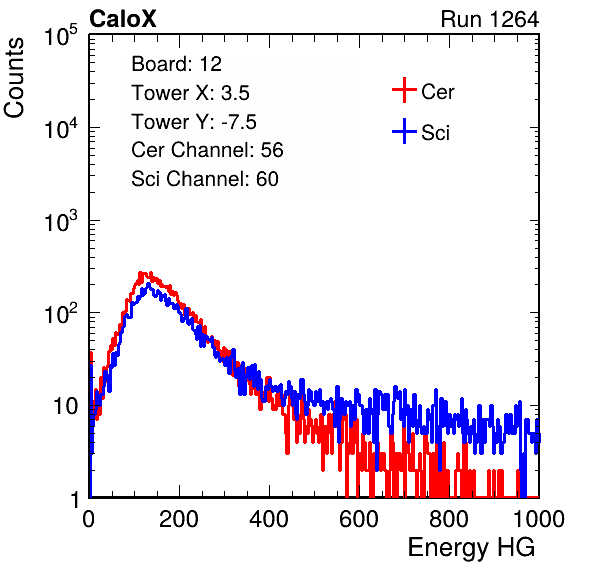 CaloX
Run 1264
Counts
10^5
10^4
10^3
10^2
10
1
Board: 12
Tower X: 3.5
Tower Y: -7.5
Cer Channel: 56
Sci Channel: 60
Cer
Sci
0 200 400 600 800 1000
Energy HG